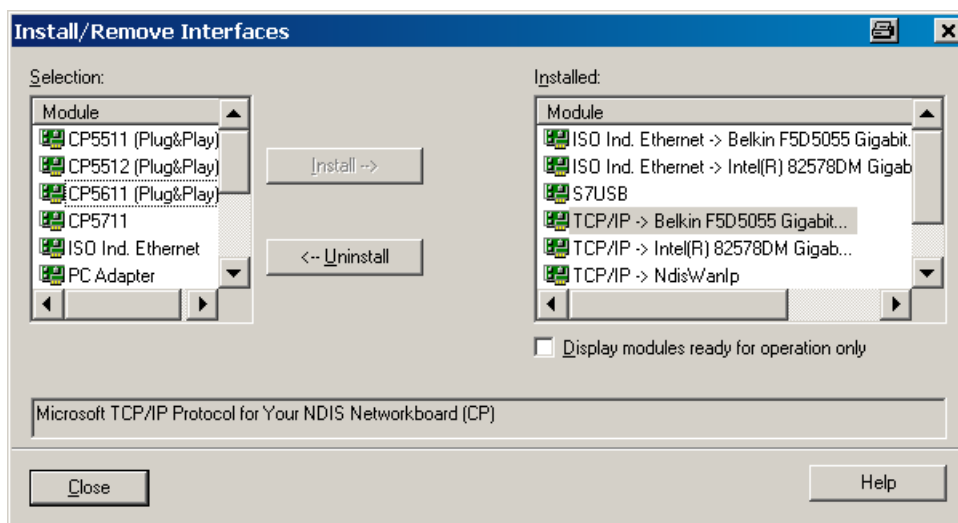 Install/Remove Interfaces
Selection:
Module
CP5511 (Plug&Play)
CP5512 (Plug&Play)
CP5611 (Plug&Play)
CP5711
ISO Ind. Ethernet
PC Adapter
Install -->
<-- Uninstall
Installed:
Module
ISO Ind. Ethernet -> Belkin F5D5055 Gigabit.
ISO Ind. Ethernet -> Intel(R) 82578DM Gigab
S7USB
TCP/IP -> Belkin F5D5055 Gigabit...
TCP/IP -> Intel(R) 82578DM Gigab...
TCP/IP -> NdisWanIp
Display modules ready for operation only
Microsoft TCP/IP Protocol for Your NDIS Networkboard (CP)
Close
Help